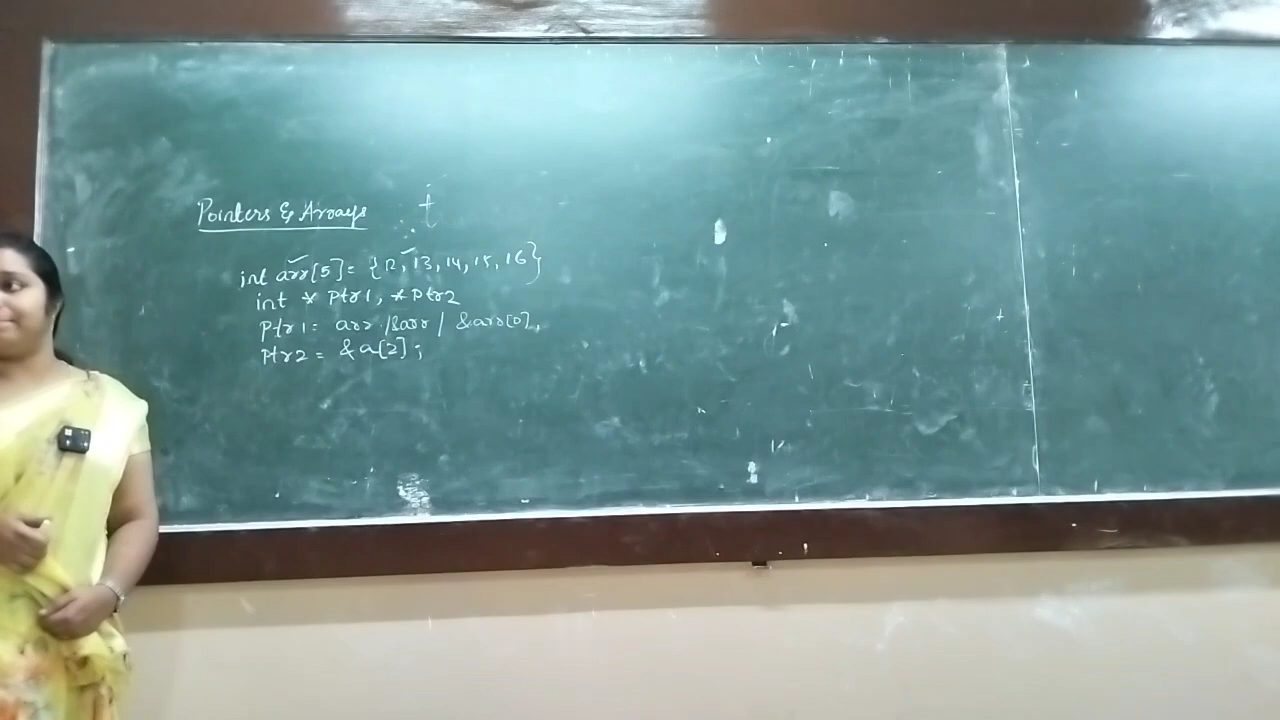 Pointers & Arrays
int arr[5]= {12, 13, 14, 15, 16}
int * Ptr1, *Ptr2
Ptr1= arr /&arr / &arr[0],
Ptr2 = &a[2];